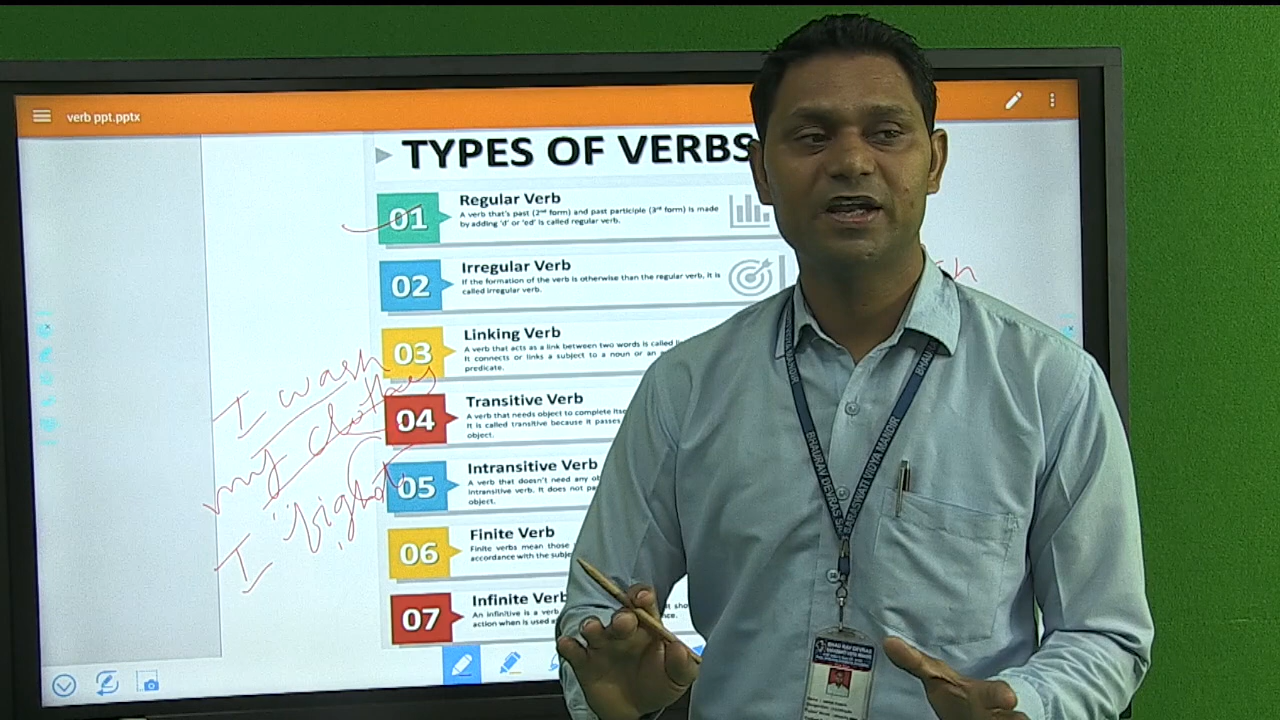 verb ppt.pptx
TYPES OF VERBS
01
Regular Verb
A verb that's past (2nd form) and past participle (3rd form) is made
by adding 'd' or 'ed' is called regular verb.
02
Irregular Verb
If the formation of the verb is otherwise than the regular verb, it is
called irregular verb.
03
Linking Verb
A verb that acts as a link between two words is called
It connects or links a subject to a noun or an
predicate.
04
Transitive Verb
A verb that needs object to complete
It is called transitive because it passes
object.
05
Intransitive Verb
A verb that doesn't need any
intransitive verb. It does not
object.
06
Finite Verb
Finite verbs mean those
accordance with the
07
Infinite Verb
An infinitive is a verb
action when is used
I wash
my clothes
I fight
BHAURAV DEVRAS
SARASWATI VIDYA MANDIR